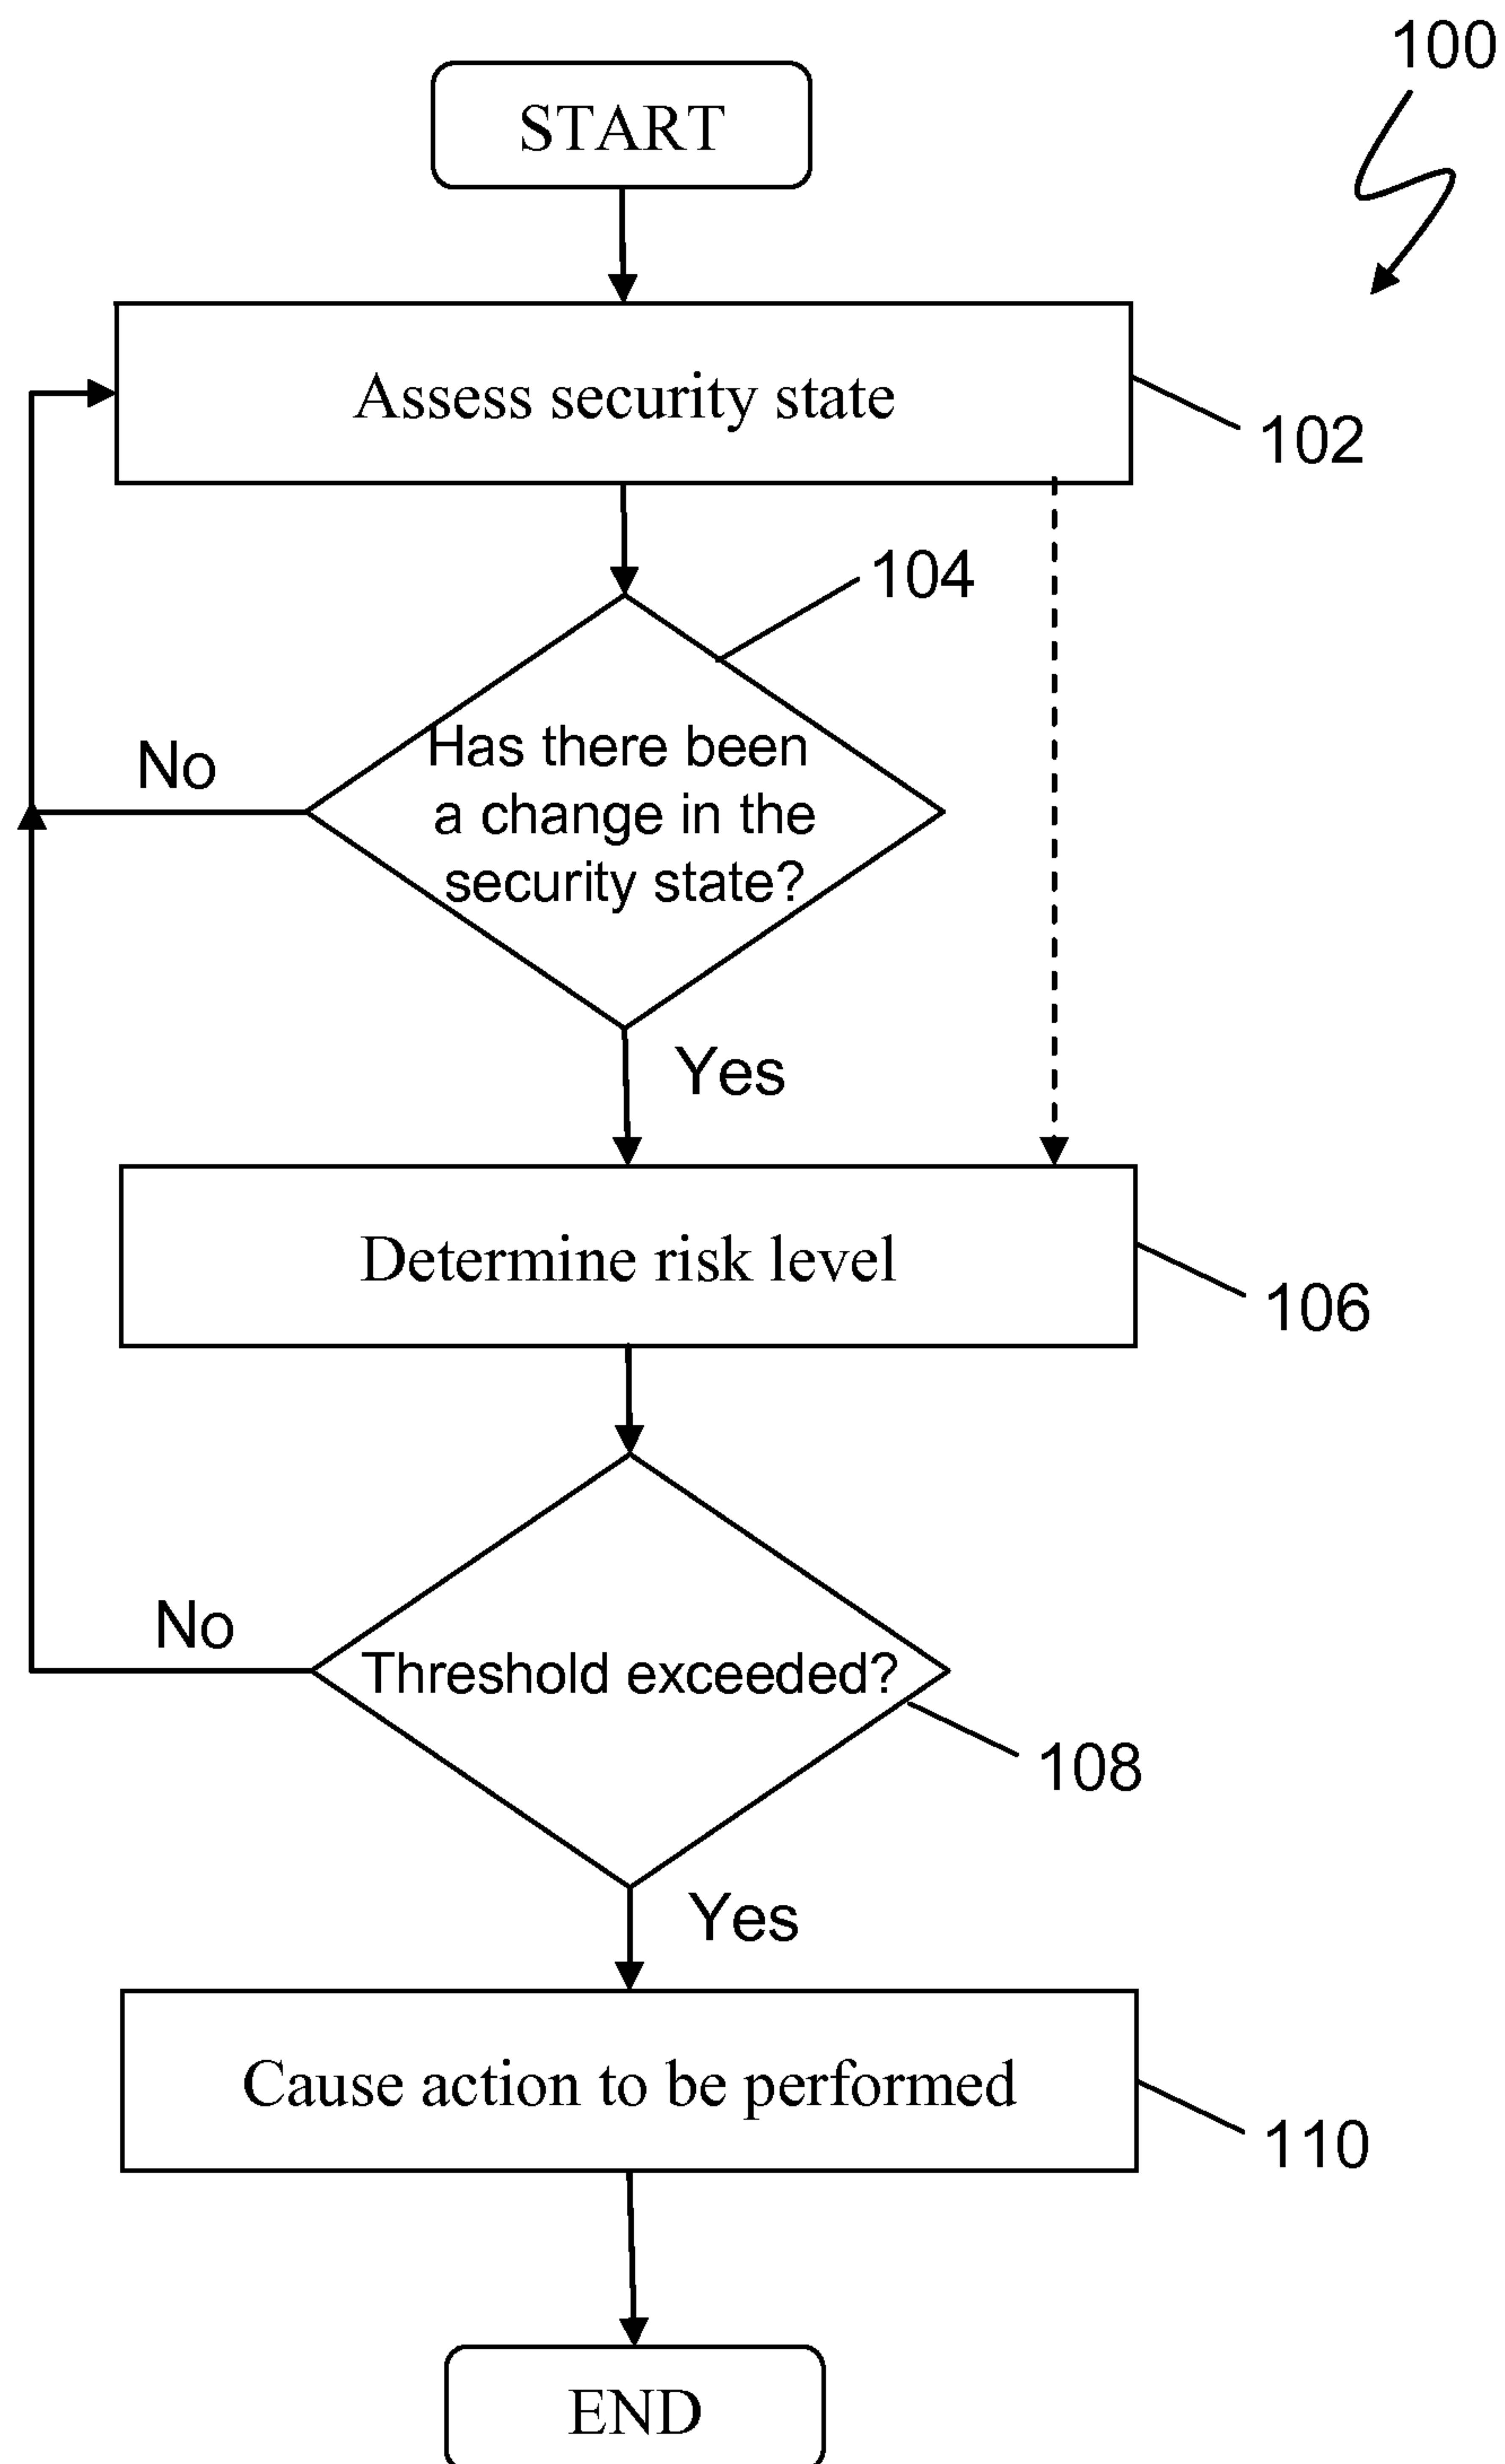 100
START
Assess security state
102
104
Has there been
a change in the
security state?
No
Yes
Determine risk level
106
Threshold exceeded?
No
108
Yes
Cause action to be performed
110
END